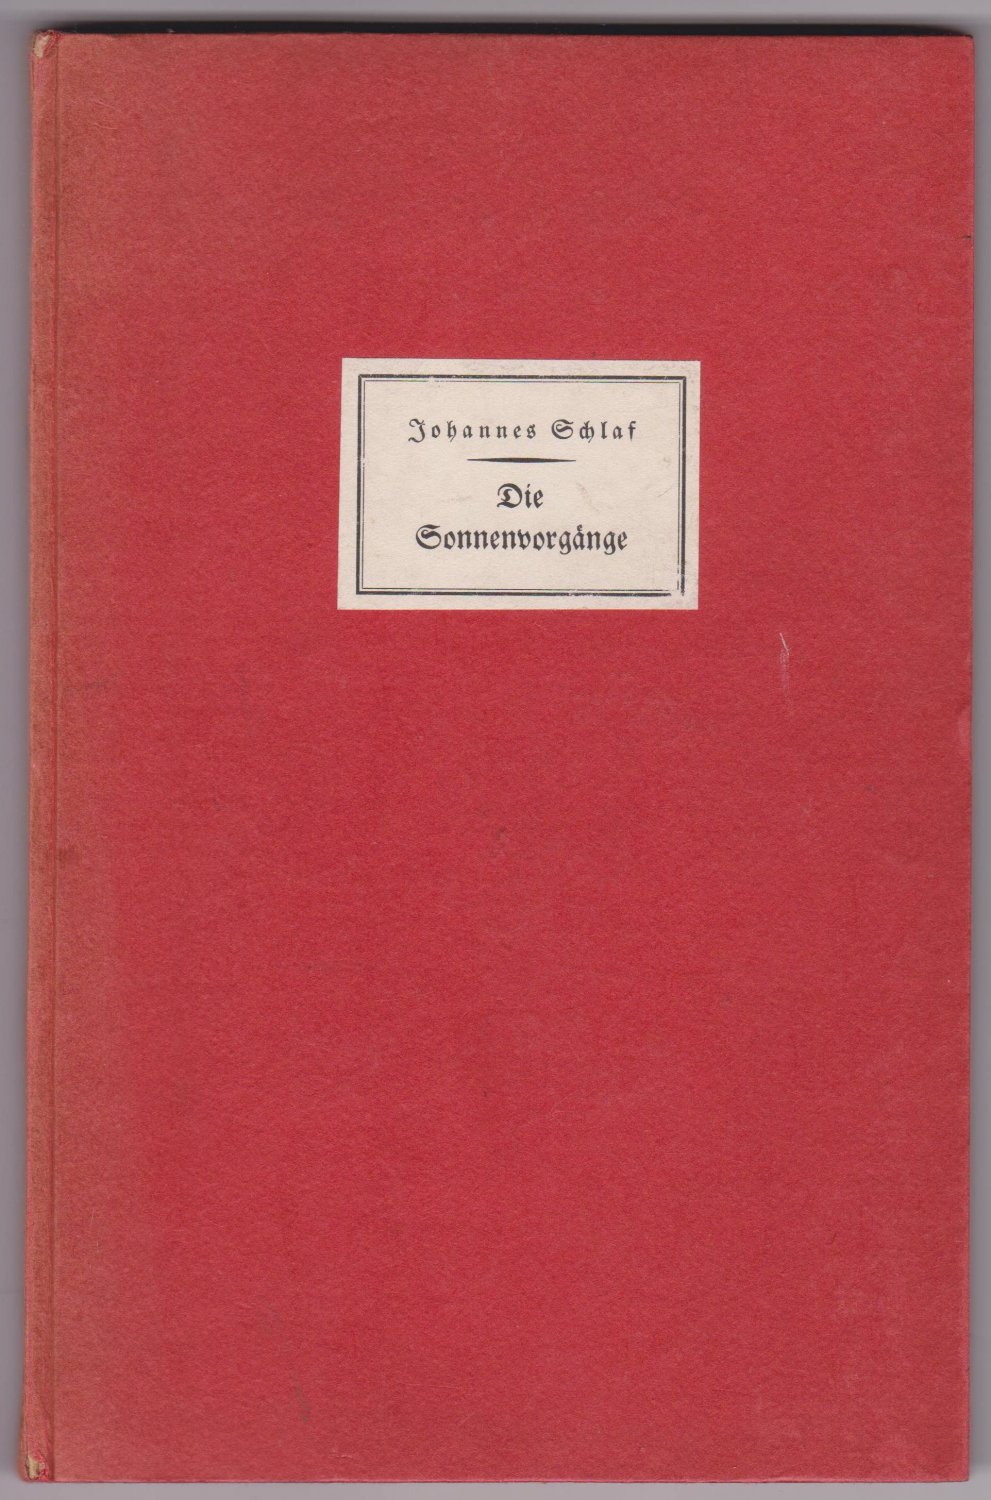 Johannes Schlaf
Die
Sonnenvorgänge